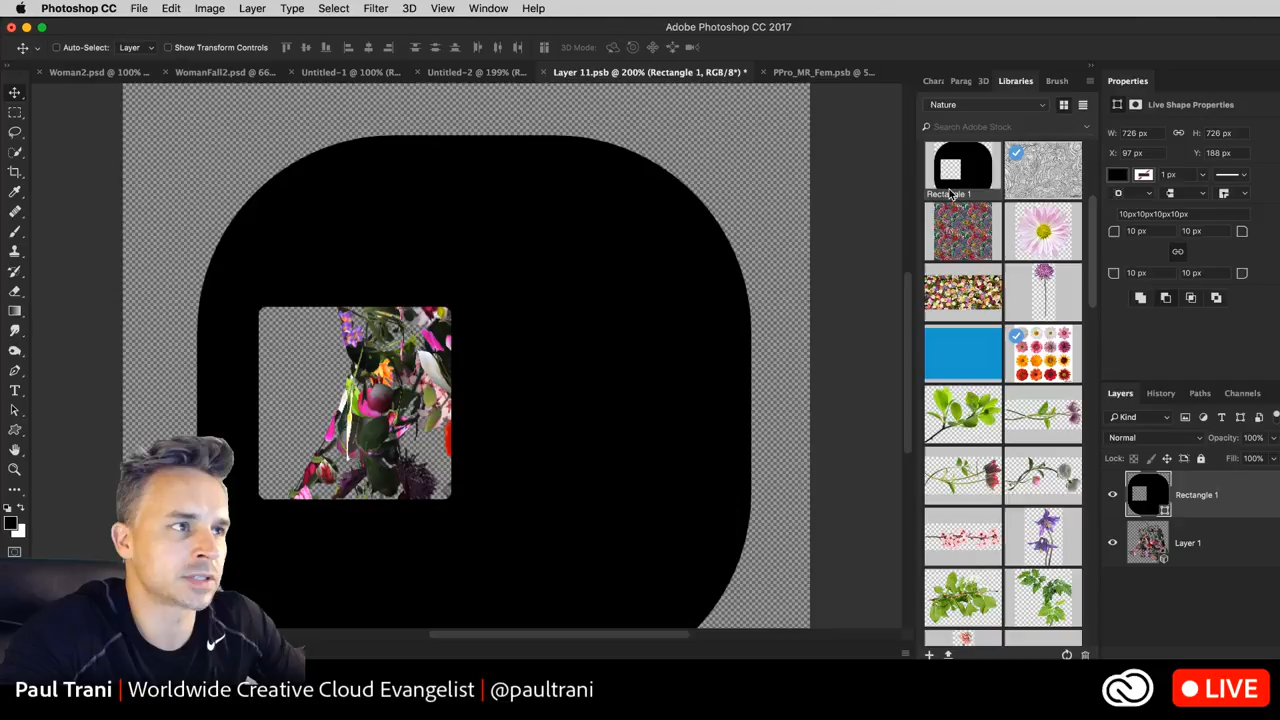 Photoshop CC File Edit Image Layer Type Select Filter 3D View Window Help
Adobe Photoshop CC 2017
Auto-Select: Layer Show Transform Controls 3D Mode:
Woman2.psd @ 100% ... WomanFall2.psd @ 66... Untitled-1 @ 100% (R... Untitled-2 @ 199% (R... Layer 11.psb @ 200% (Rectangle 1, RGB/8*) * PPro_MR_Fem.psb @ 5...
Chara Parag 3D Libraries Brush
Properties
Nature
Live Shape Properties
Search Adobe Stock
W: 726 px H: 726 px
X: 97 px Y: 188 px
1 px
Rectangle 1
10px10px10px10px
10 px 10 px
10 px 10 px
Layers History Paths Channels
Kind
Normal Opacity: 100%
Lock: Fill: 100%
Rectangle 1
Layer 1
Paul Trani | Worldwide Creative Cloud Evangelist | @paultrani
LIVE